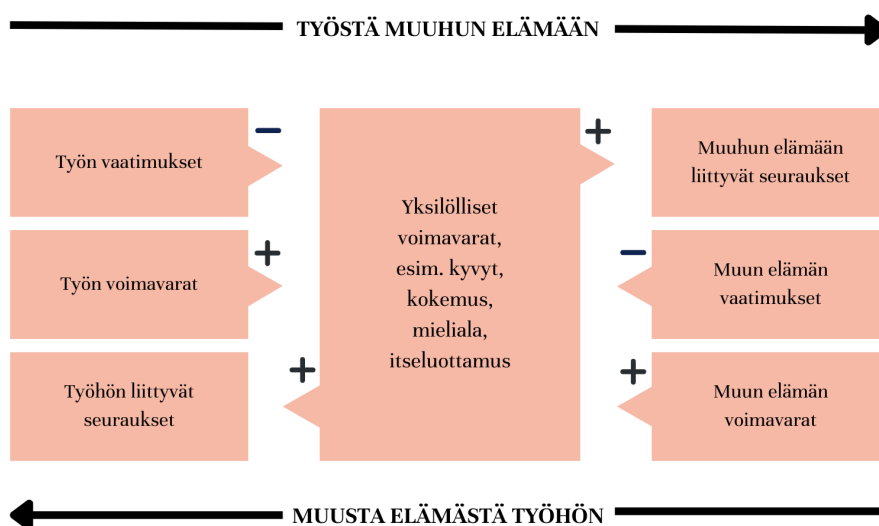 TYÖSTÄ MUUHUN ELÄMÄÄN
−
+
Työn vaatimukset
Muuhun elämään
liittyvät seuraukset
Yksilölliset
voimavarat,
esim. kyvyt,
kokemus,
mieliala,
itseluottamus
+
−
Työn voimavarat
Muun elämän
vaatimukset
+
+
Työhön liittyvät
seuraukset
Muun elämän
voimavarat
MUUSTA ELÄMÄSTÄ TYÖHÖN